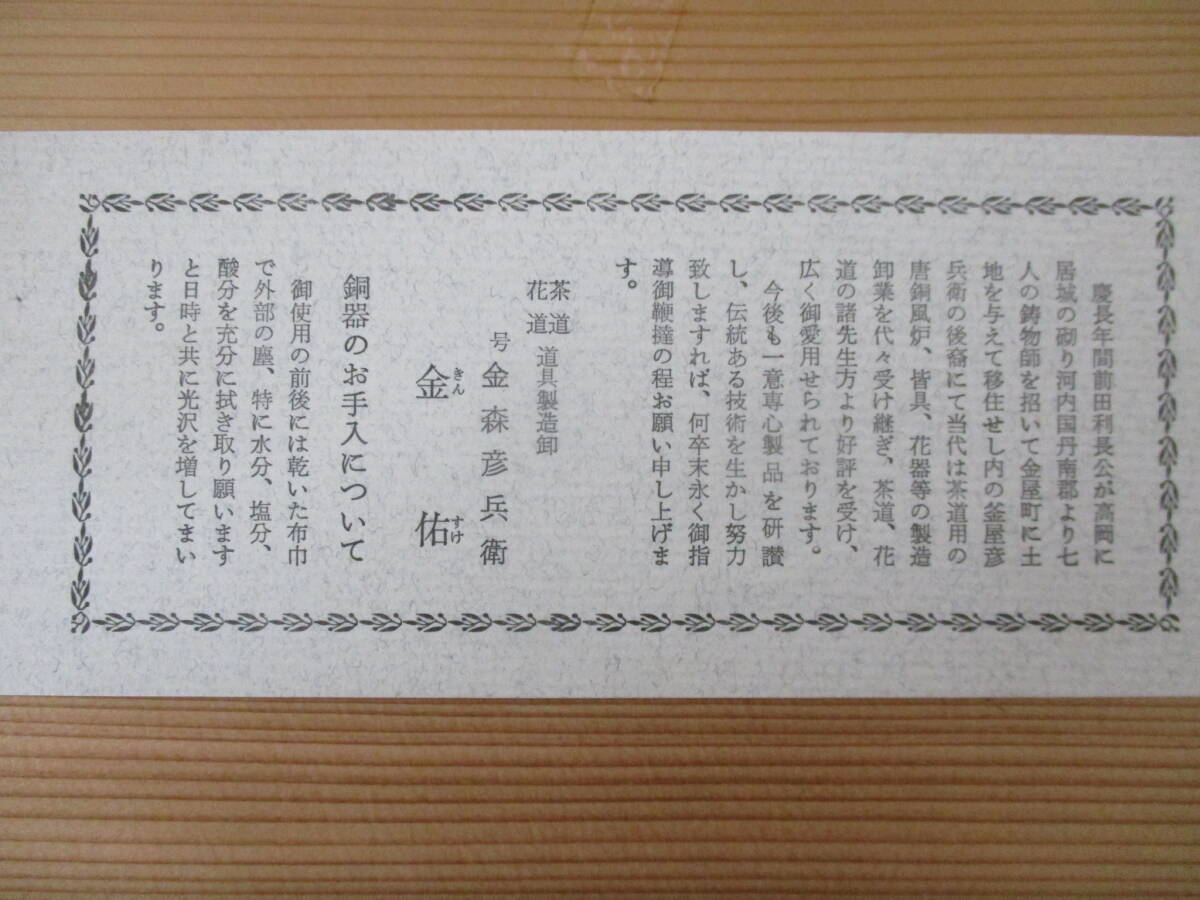 慶長年間前田利長公が高岡に
居城の砌り河内国丹南郡より七
人の鋳物師を招いて金屋町に土
地を与えて移住せし内の釜屋彦
兵衛の後裔にて当代は茶道用の
唐銅風炉、皆具、花器等の製造
卸業を代々受け継ぎ、茶道、花
道の諸先生方より好評を受け、
広く御愛用せられております。
今後も一意専心製品を研讃
し、伝統ある技術を生かし努力
致しますれば、何卒末永く御指
導御鞭撻の程お願い申し上げま
す。
茶道
花道
道具製造卸
号金森彦兵衛
金佑
きんすけ
銅器のお手入について
御使用の前後には乾いた布巾
で外部の塵、特に水分、塩分、
酸分を充分に拭き取り願います
と日時と共に光沢を増してまい
ります。